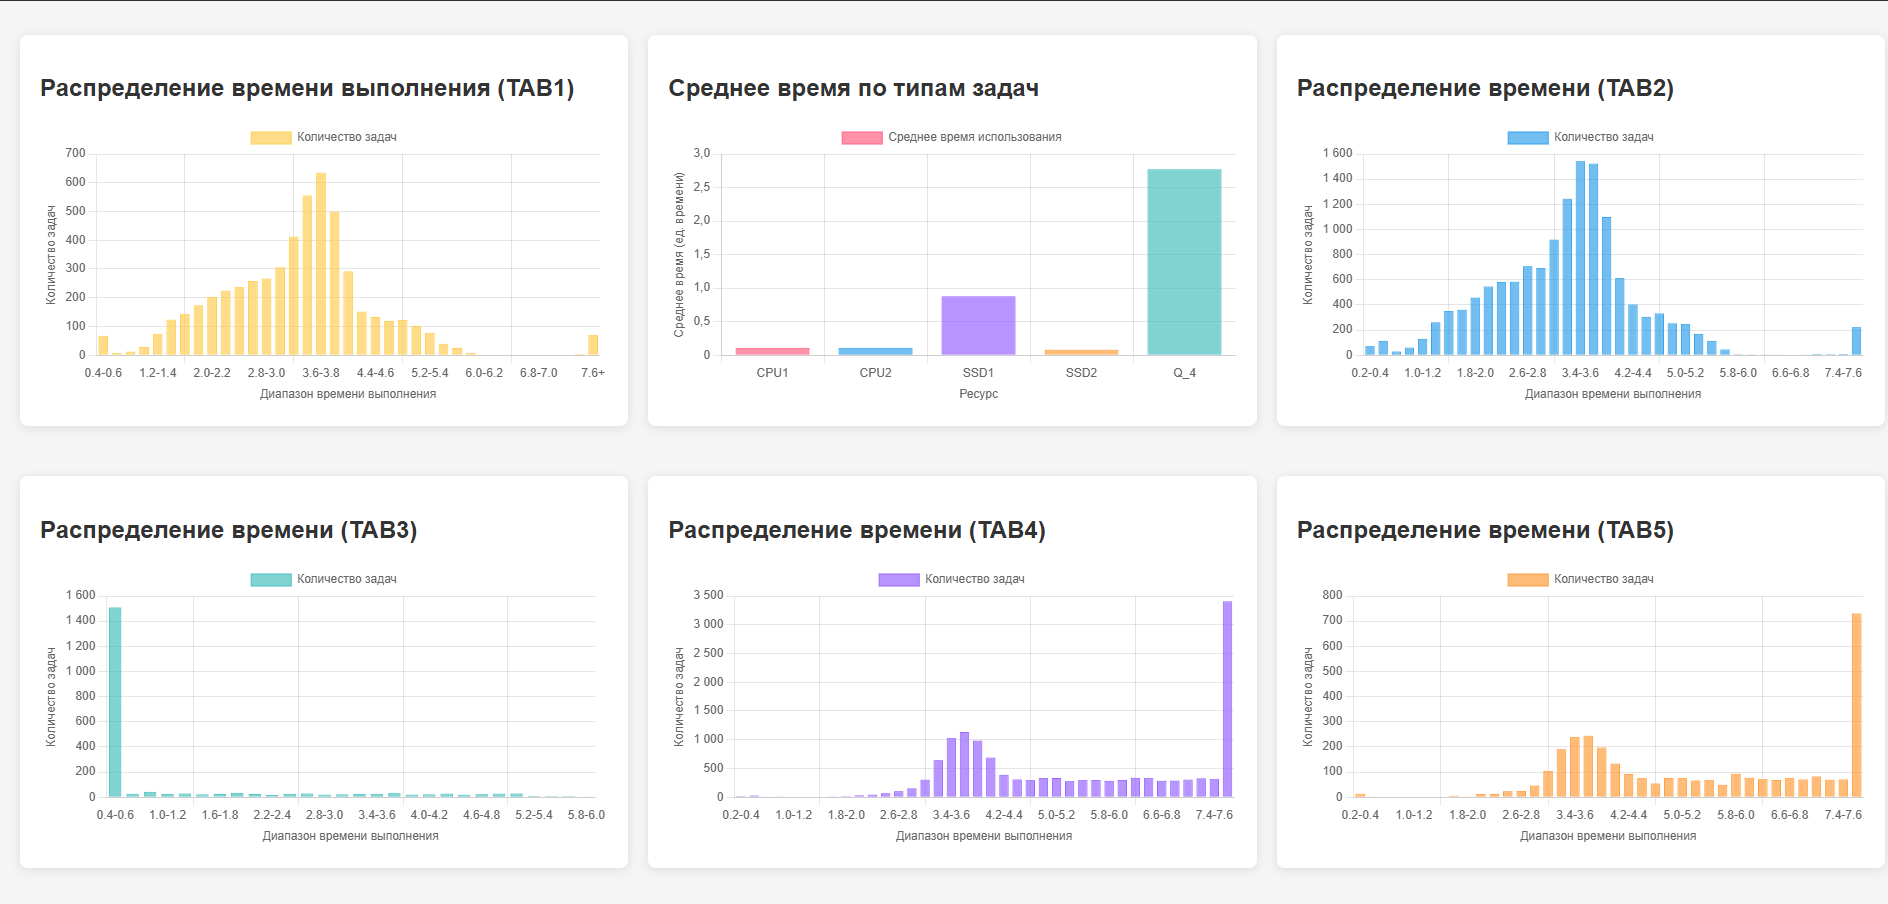 Распределение времени выполнения (TAB1)
Количество задач
700
600
500
400
300
200
100
0
Количество задач
0.4-0.6 1.2-1.4 2.0-2.2 2.8-3.0 3.6-3.8 4.4-4.6 5.2-5.4 6.0-6.2 6.8-7.0 7.6+
Диапазон времени выполнения
Среднее время по типам задач
Среднее время использования
3,0
2,5
2,0
1,5
1,0
0,5
0
Среднее время (ед. времени)
CPU1 CPU2 SSD1 SSD2 Q_4
Ресурс
Распределение времени (TAB2)
Количество задач
1 600
1 400
1 200
1 000
800
600
400
200
0
Количество задач
0.2-0.4 1.0-1.2 1.8-2.0 2.6-2.8 3.4-3.6 4.2-4.4 5.0-5.2 5.8-6.0 6.6-6.8 7.4-7.6
Диапазон времени выполнения
Распределение времени (TAB3)
Количество задач
1 600
1 400
1 200
1 000
800
600
400
200
0
Количество задач
0.4-0.6 1.0-1.2 1.6-1.8 2.2-2.4 2.8-3.0 3.4-3.6 4.0-4.2 4.6-4.8 5.2-5.4 5.8-6.0
Диапазон времени выполнения
Распределение времени (TAB4)
Количество задач
3 500
3 000
2 500
2 000
1 500
1 000
500
0
Количество задач
0.2-0.4 1.0-1.2 1.8-2.0 2.6-2.8 3.4-3.6 4.2-4.4 5.0-5.2 5.8-6.0 6.6-6.8 7.4-7.6
Диапазон времени выполнения
Распределение времени (TAB5)
Количество задач
800
700
600
500
400
300
200
100
0
Количество задач
0.2-0.4 1.0-1.2 1.8-2.0 2.6-2.8 3.4-3.6 4.2-4.4 5.0-5.2 5.8-6.0 6.6-6.8 7.4-7.6
Диапазон времени выполнения